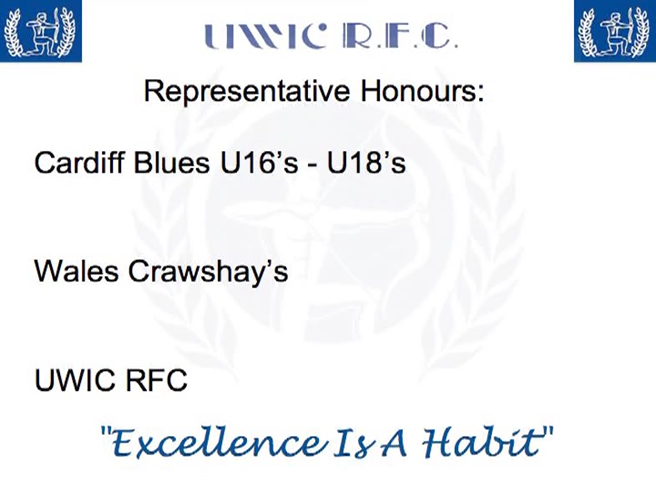 UWIC R.F.C.
Representative Honours:
Cardiff Blues U16’s - U18’s
Wales Crawshay’s
UWIC RFC
"Excellence Is A Habit"